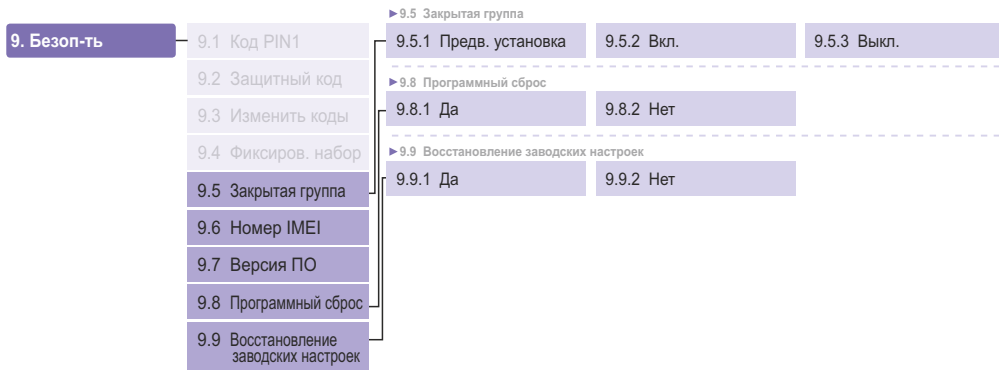 9. Безоп-ть
9.1 Код PIN1
9.2 Защитный код
9.3 Изменить коды
9.4 Фиксиров. набор
9.5 Закрытая группа
9.6 Номер IMEI
9.7 Версия ПО
9.8 Программный сброс
9.9 Восстановление
заводских настроек
►9.5 Закрытая группа
9.5.1 Предв. установка
9.5.2 Вкл.
9.5.3 Выкл.
►9.8 Программный сброс
9.8.1 Да
9.8.2 Нет
►9.9 Восстановление заводских настроек
9.9.1 Да
9.9.2 Нет